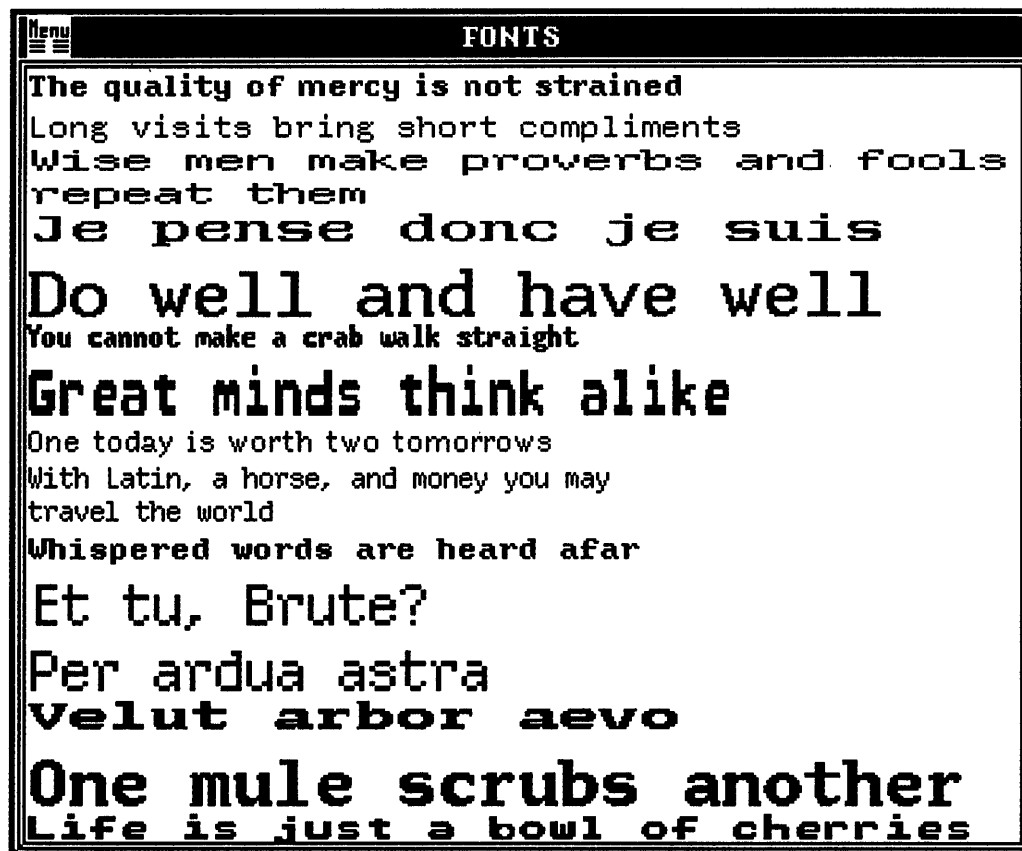 Menu
FONTS
The quality of mercy is not strained
Long visits bring short compliments
Wise men make proverbs and fools
repeat them
Je pense donc je suis
Do well and have well
You cannot make a crab walk straight
Great minds think alike
One today is worth two tomorrows
With Latin, a horse, and money you may
travel the world
Whispered words are heard afar
Et tu, Brute?
Per ardua astra
Velut arbor aevo
One mule scrubs another
Life is just a bowl of cherries